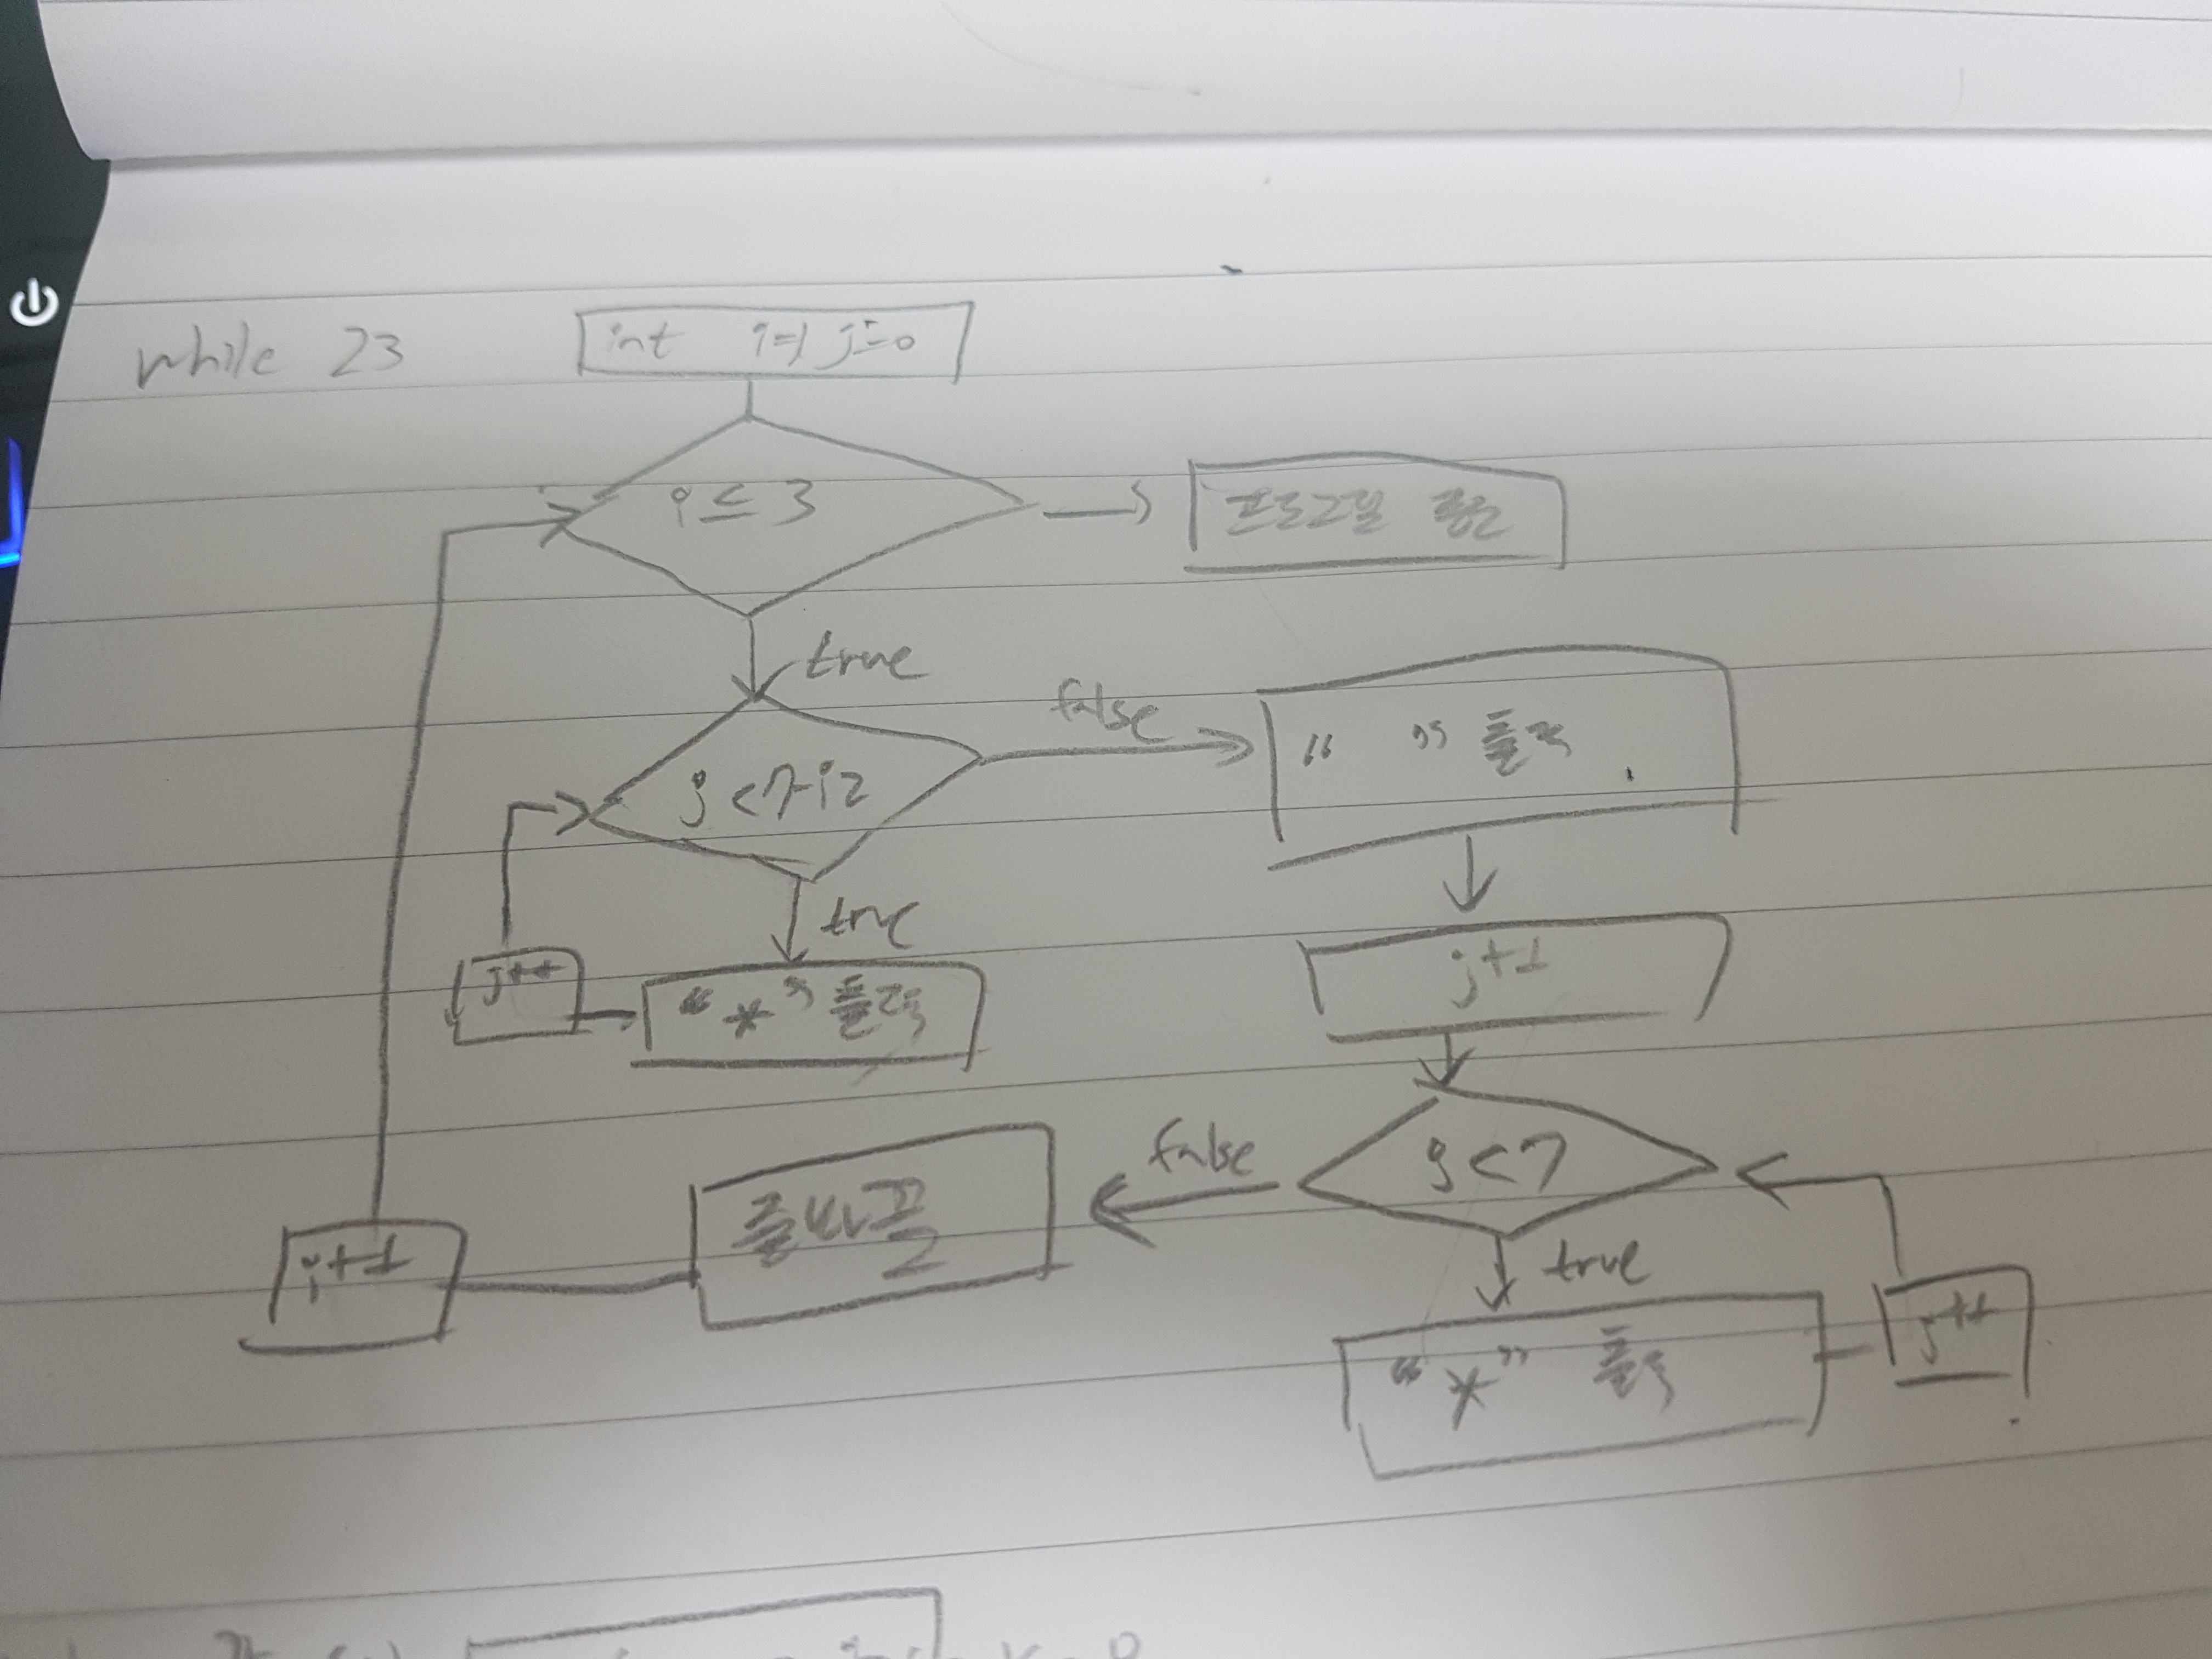 while 23
int i=1 j=0
i ≤ 3
프로그램 종료
true
false
j <7-i2
" " 출력
true
j++
"*" 출력
j+1
j<7
false
줄바꿈
i+1
true
"*" 출력
j++